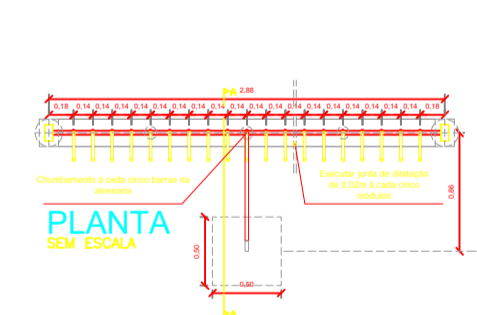 A
2,88
0,18 0,14 0,14 0,14 0,14 0,14 0,14 0,14 0,14 0,14 0,14 0,14 0,14 0,14 0,14 0,14 0,14 0,14 0,14 0,18
Chumbamento à cada cinco barras na
alvenaria
Executar junta de dilatação
de 0,02m à cada cinco
módulos
0,86
PLANTA
SEM ESCALA
0,50
0,50
A